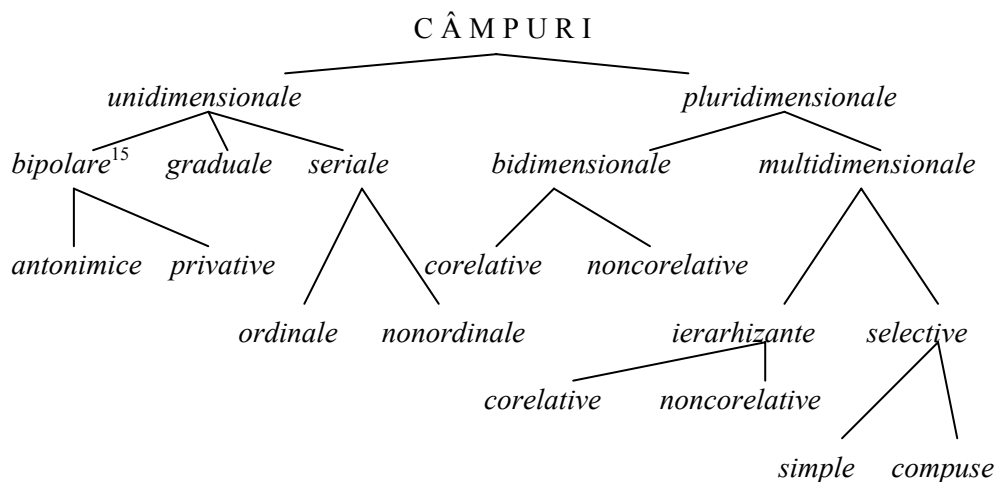 C Â M P U R I
unidimensionale pluridimensionale
bipolare15 graduale seriale bidimensionale multidimensionale
antonimice privative corelative noncorelative
ordinale nonordinale ierarhizante selective
corelative noncorelative
simple compuse